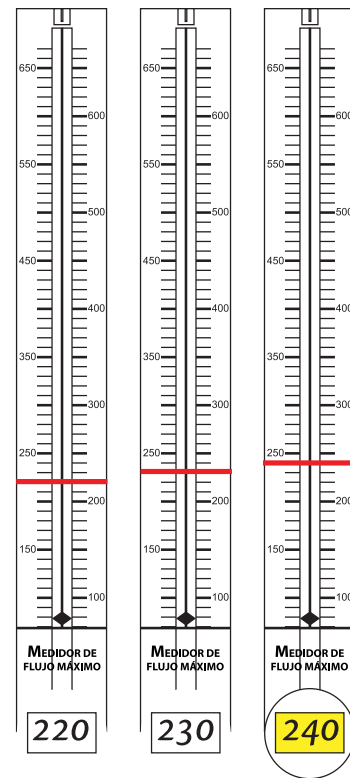 650 650 650
600 600 600
550 550 550
500 500 500
450 450 450
400 400 400
350 350 350
300 300 300
250 250 250
200 200 200
150 150 150
100 100 100
MEDIDOR DE MEDIDOR DE MEDIDOR DE
FLUJO MÁXIMO FLUJO MÁXIMO FLUJO MÁXIMO
220 230 240